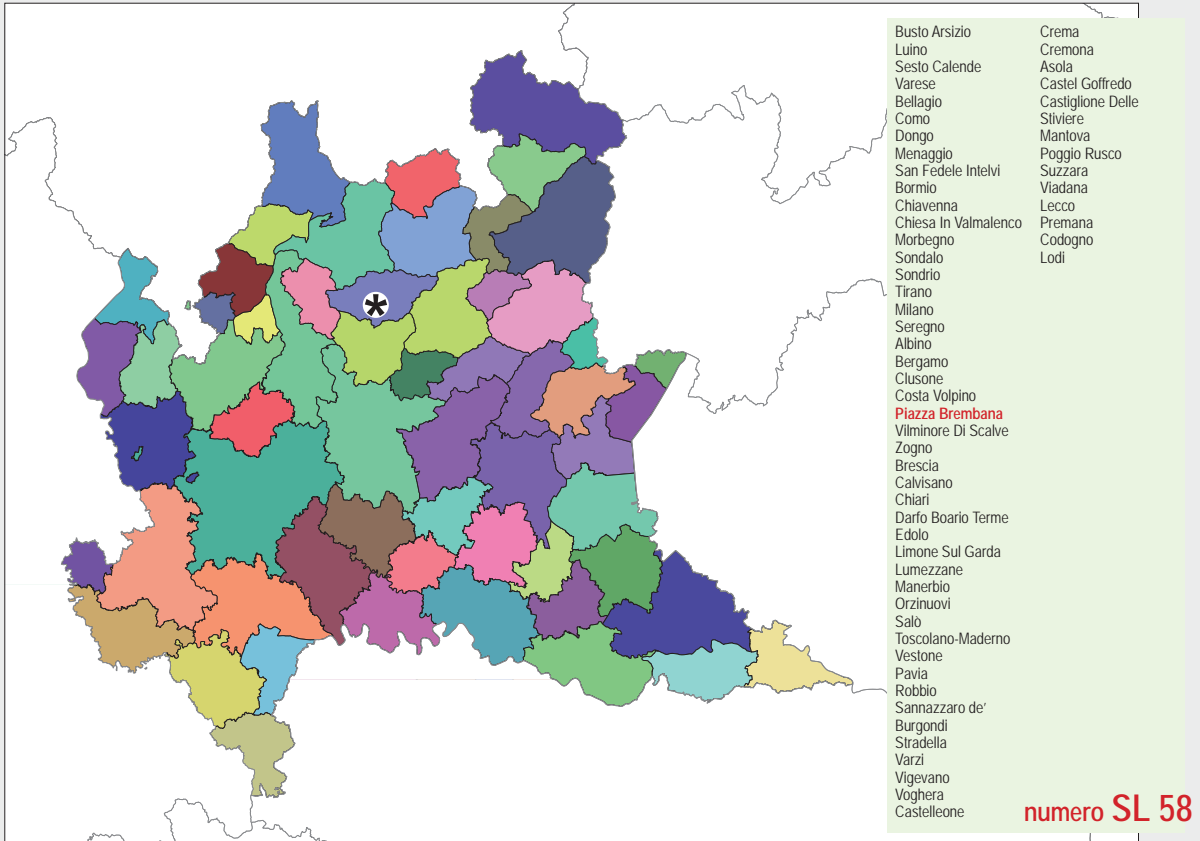 Busto Arsizio
Luino
Sesto Calende
Varese
Bellagio
Como
Dongo
Menaggio
San Fedele Intelvi
Bormio
Chiavenna
Chiesa In Valmalenco
Morbegno
Sondalo
Sondrio
Tirano
Milano
Seregno
Albino
Bergamo
Clusone
Costa Volpino
Piazza Brembana
Vilminore Di Scalve
Zogno
Brescia
Calvisano
Chiari
Darfo Boario Terme
Edolo
Limone Sul Garda
Lumezzane
Manerbio
Orzinuovi
Salò
Toscolano-Maderno
Vestone
Pavia
Robbio
Sannazzaro de'
Burgondi
Stradella
Varzi
Vigevano
Voghera
Castelleone
Crema
Cremona
Asola
Castel Goffredo
Castiglione Delle
Stiviere
Mantova
Poggio Rusco
Suzzara
Viadana
Lecco
Premana
Codogno
Lodi
numero SL 58